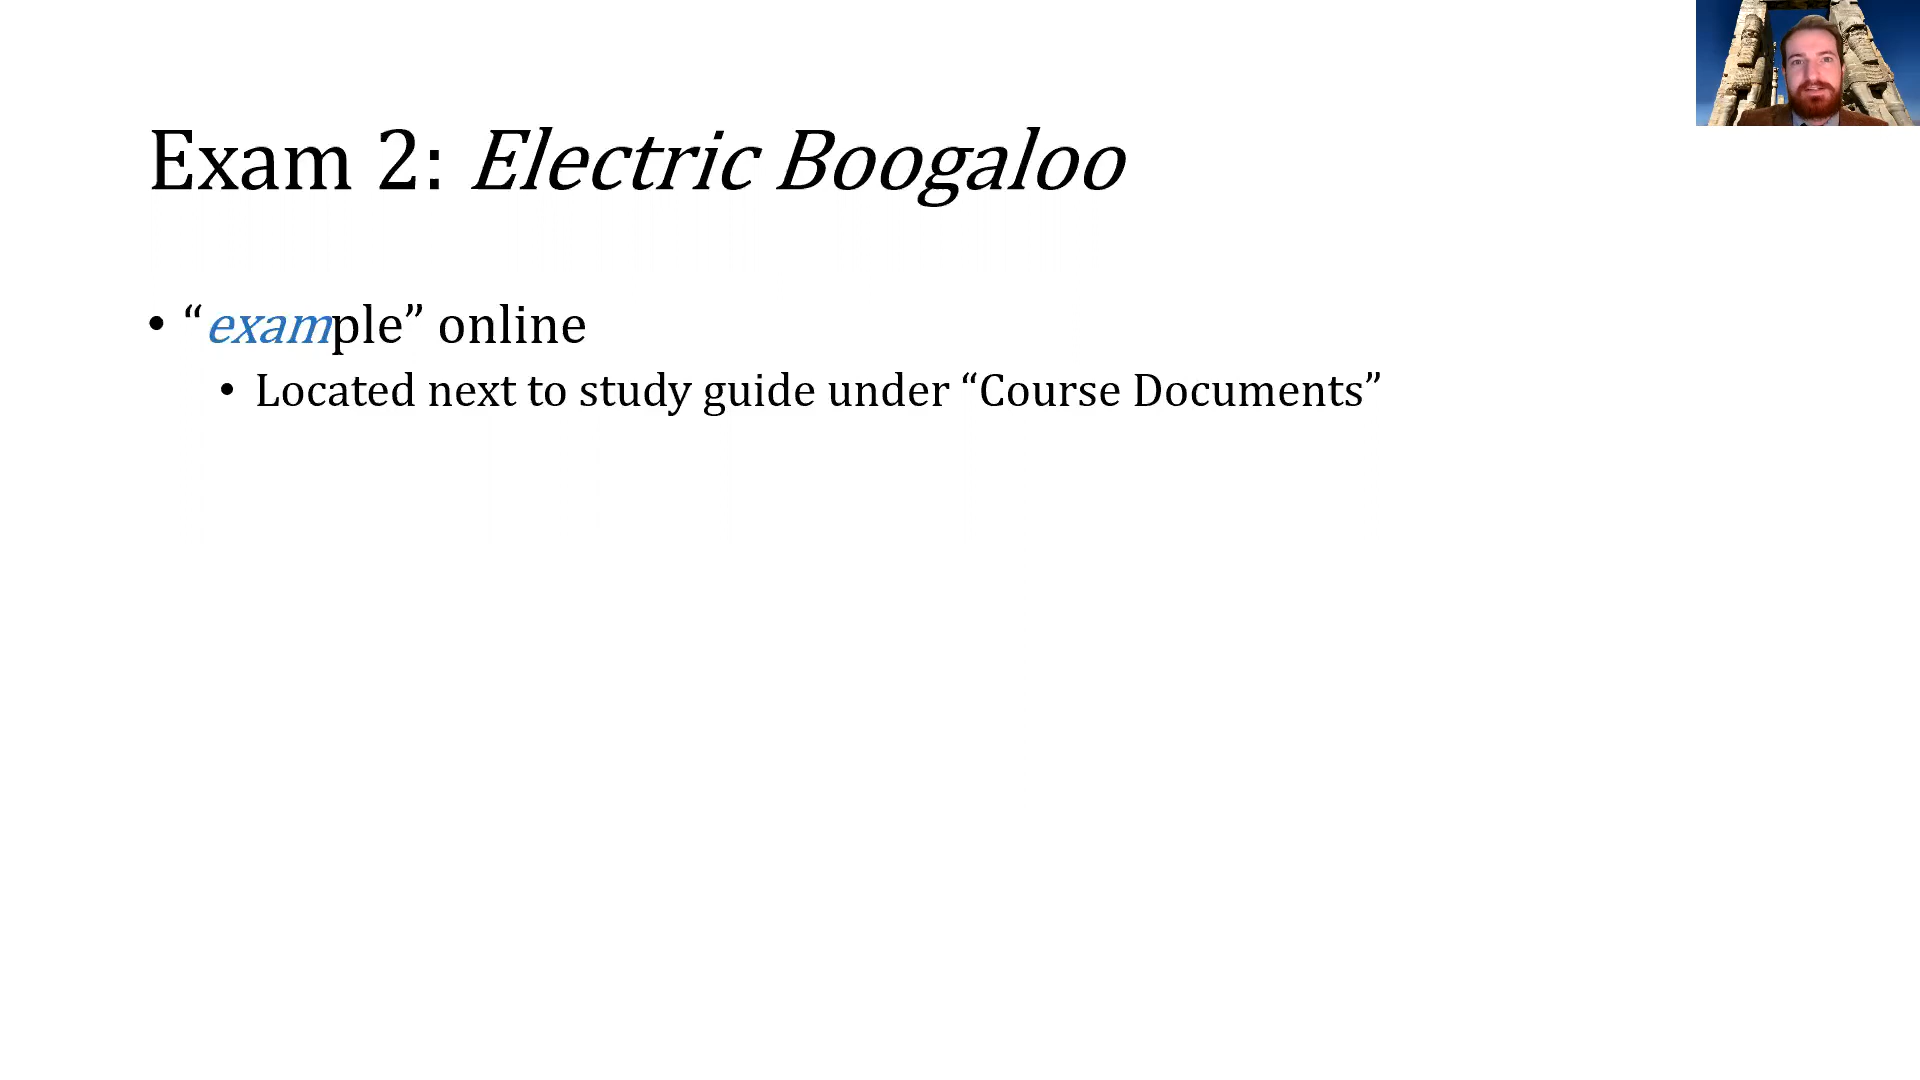 Exam 2: Electric Boogaloo
• “example” online
• Located next to study guide under “Course Documents”